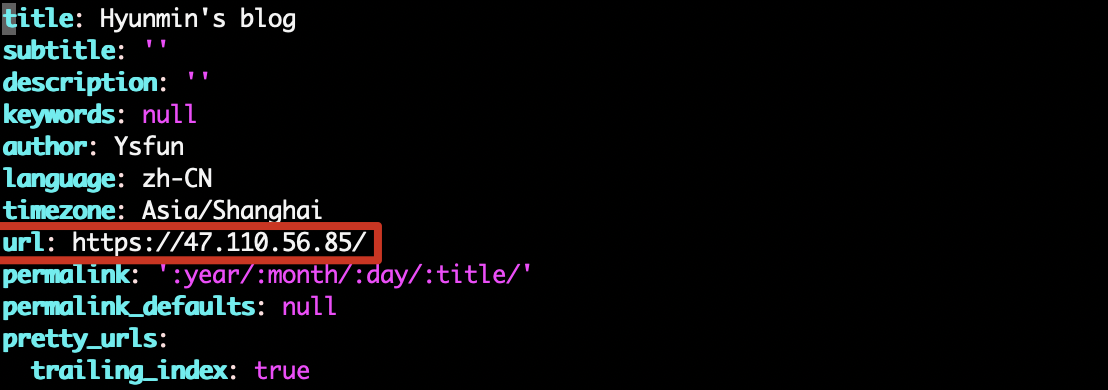 title: Hyunmin's blog
subtitle: ''
description: ''
keywords: null
author: Ysfun
language: zh-CN
timezone: Asia/Shanghai
url: https://47.110.56.85/
permalink: ':year/:month/:day/:title/'
permalink_defaults: null
pretty_urls:
  trailing_index: true